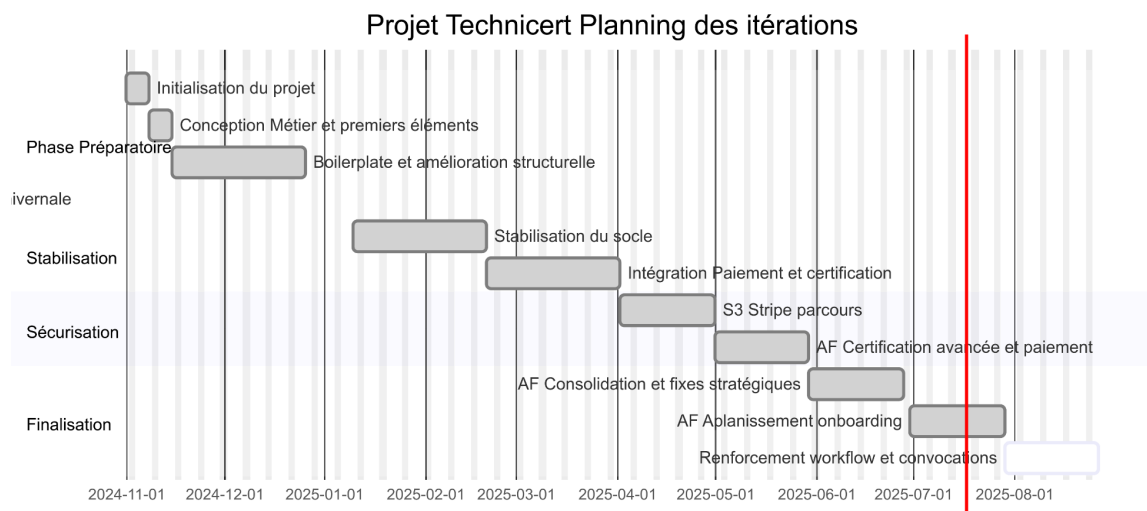 Projet Technicert Planning des itérations
Initialisation du projet
Conception Métier et premiers éléments
Phase Préparatoire
Boilerplate et amélioration structurelle
ivernale
Stabilisation du socle
Stabilisation
Intégration Paiement et certification
S3 Stripe parcours
Sécurisation
AF Certification avancée et paiement
AF Consolidation et fixes stratégiques
AF Aplanissement onboarding
Finalisation
Renforcement workflow et convocations
2024-11-01 2024-12-01 2025-01-01 2025-02-01 2025-03-01 2025-04-01 2025-05-01 2025-06-01 2025-07-01 2025-08-01